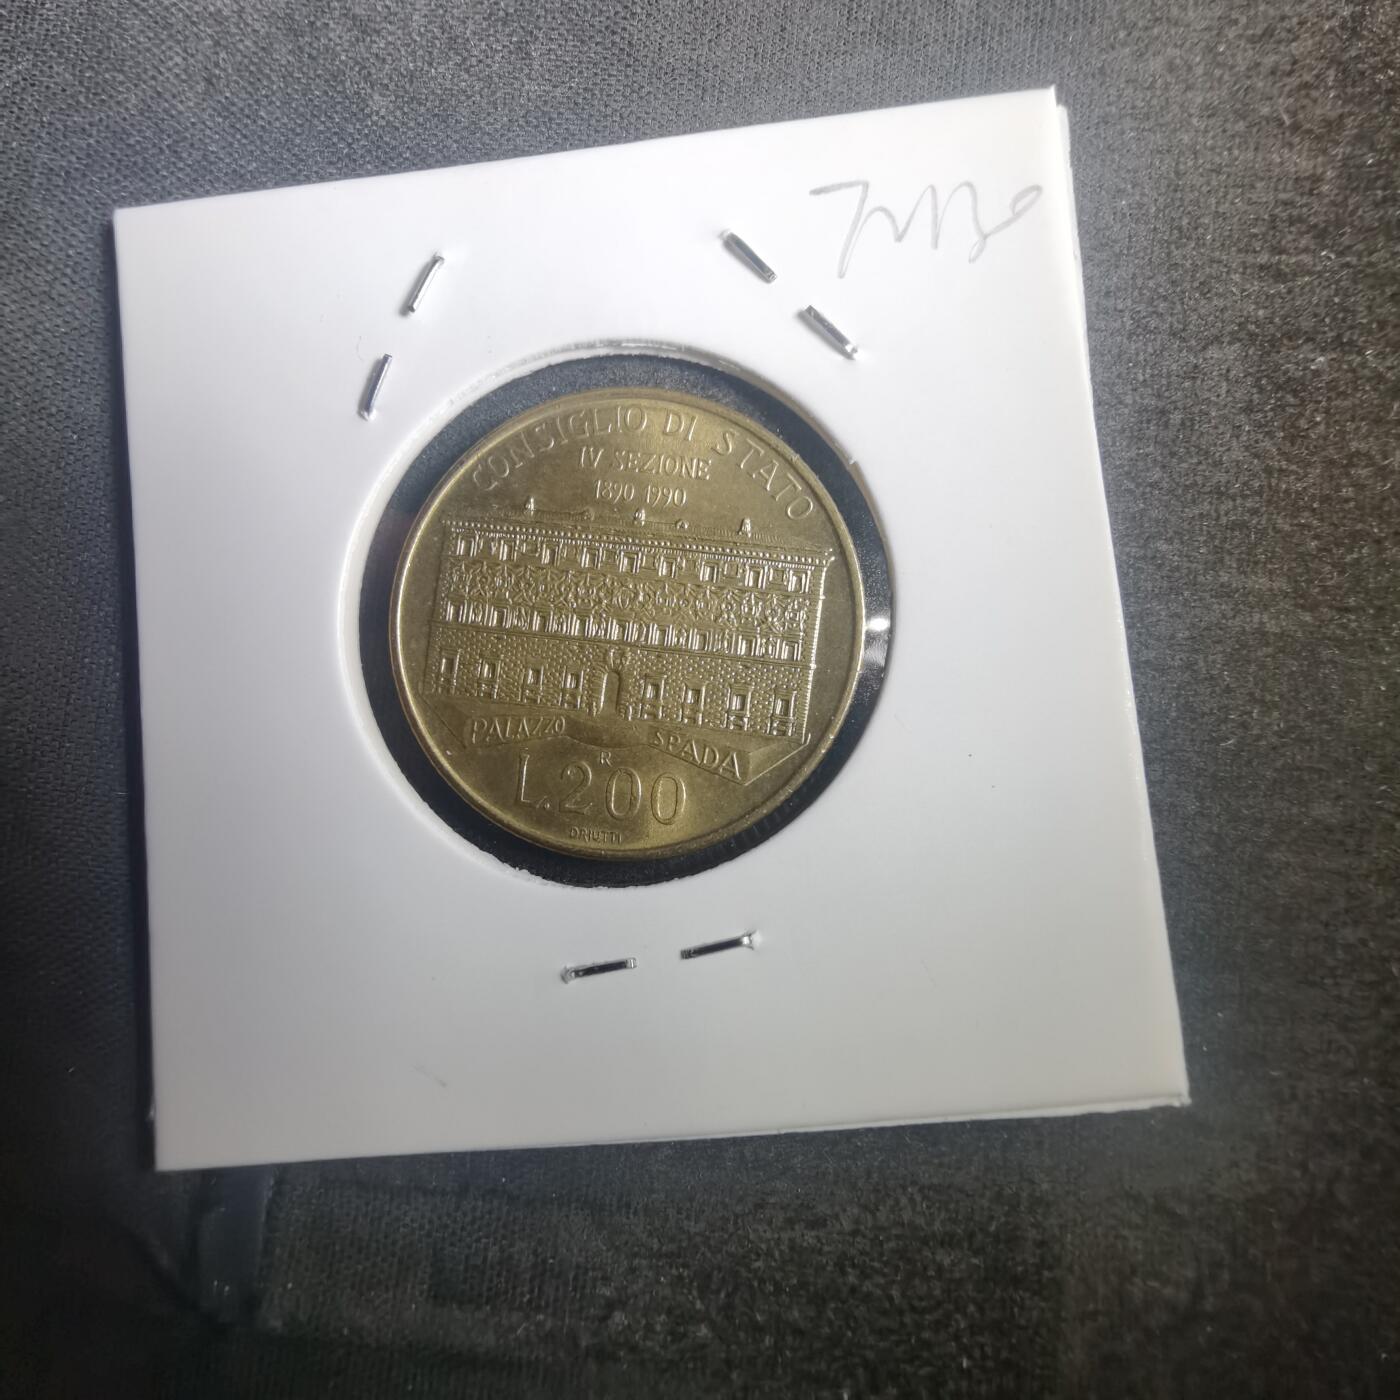 CONSIGLIO DI STATO
IV SEZIONE
1890 1990
PALAZZO SPADA
R
L.200
DRIUTTI